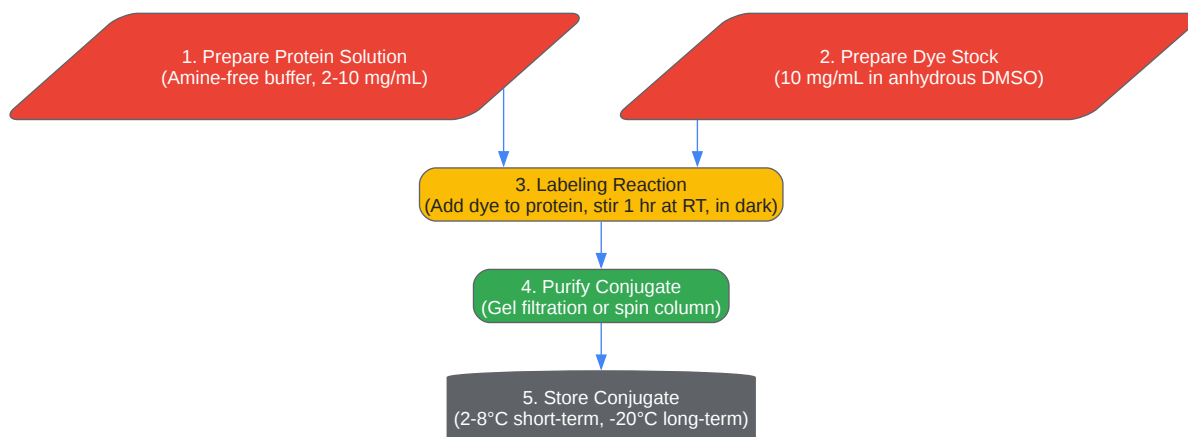 1. Prepare Protein Solution
(Amine-free buffer, 2-10 mg/mL)
2. Prepare Dye Stock
(10 mg/mL in anhydrous DMSO)
3. Labeling Reaction
(Add dye to protein, stir 1 hr at RT, in dark)
4. Purify Conjugate
(Gel filtration or spin column)
5. Store Conjugate
(2-8°C short-term, -20°C long-term)